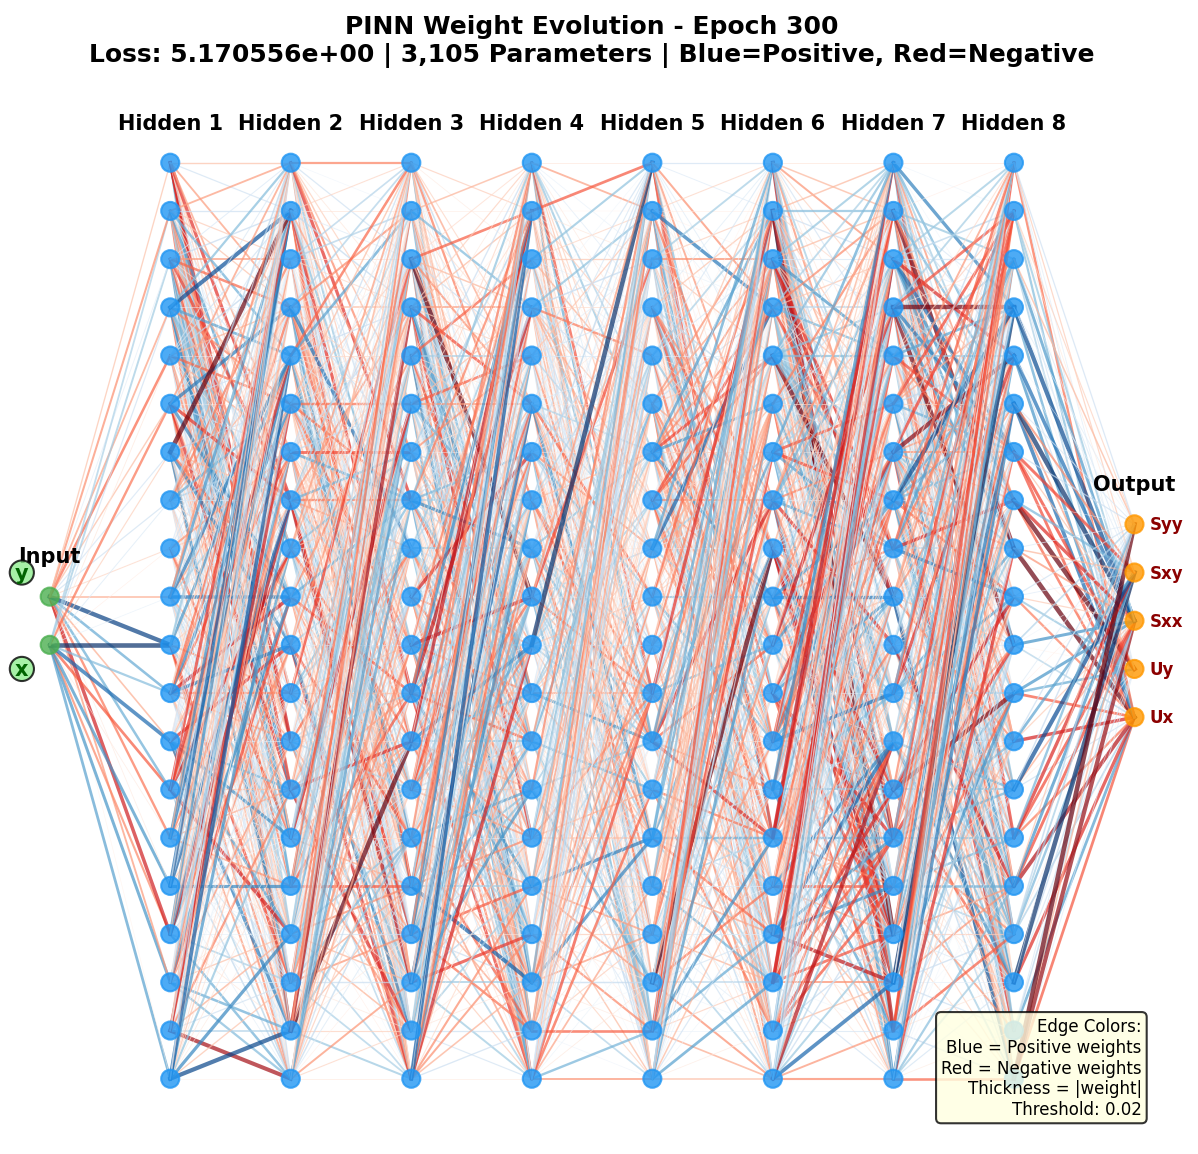 PINN Weight Evolution - Epoch 300
Loss: 5.170556e+00 | 3,105 Parameters | Blue=Positive, Red=Negative
Hidden 1 Hidden 2 Hidden 3 Hidden 4 Hidden 5 Hidden 6 Hidden 7 Hidden 8
Output
Syy
Input
y
Sxy
Sxx
x
Uy
Ux
Edge Colors:
Blue = Positive weights
Red = Negative weights
Thickness = |weight|
Threshold: 0.02